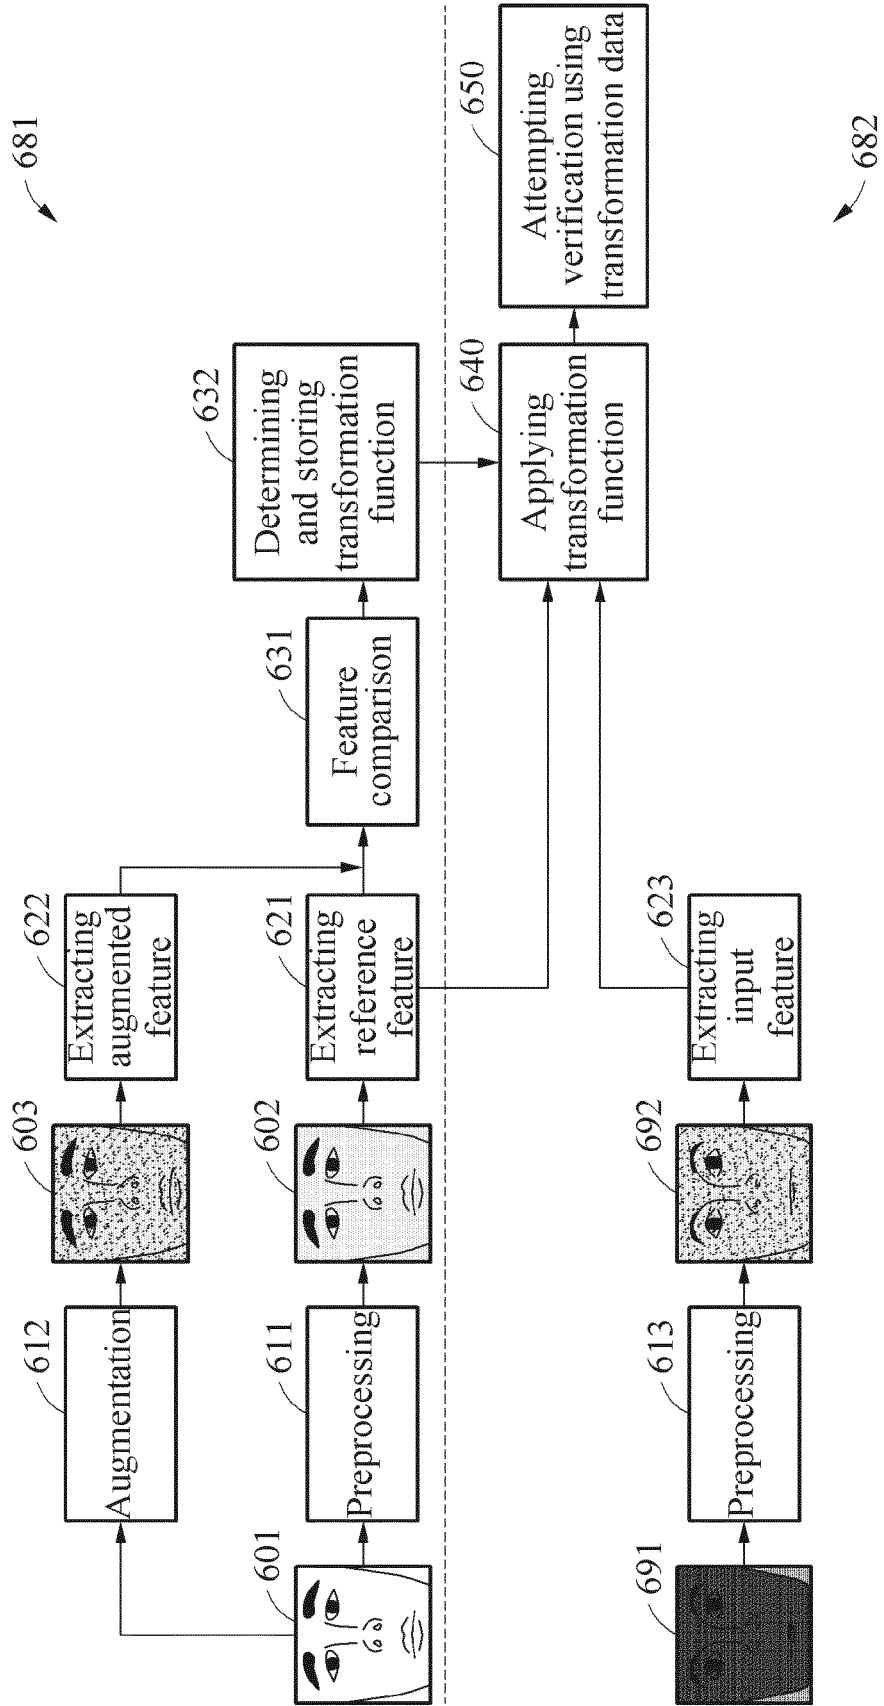 681
612
Augmentation
603
622
Extracting
augmented
feature
632
Determining
and storing
transformation
function
601
611
Preprocessing
602
621
Extracting
reference
feature
631
Feature
comparison
640
Applying
transformation
function
650
Attempting
verification using
transformation data
691
613
Preprocessing
692
623
Extracting
input
feature
682